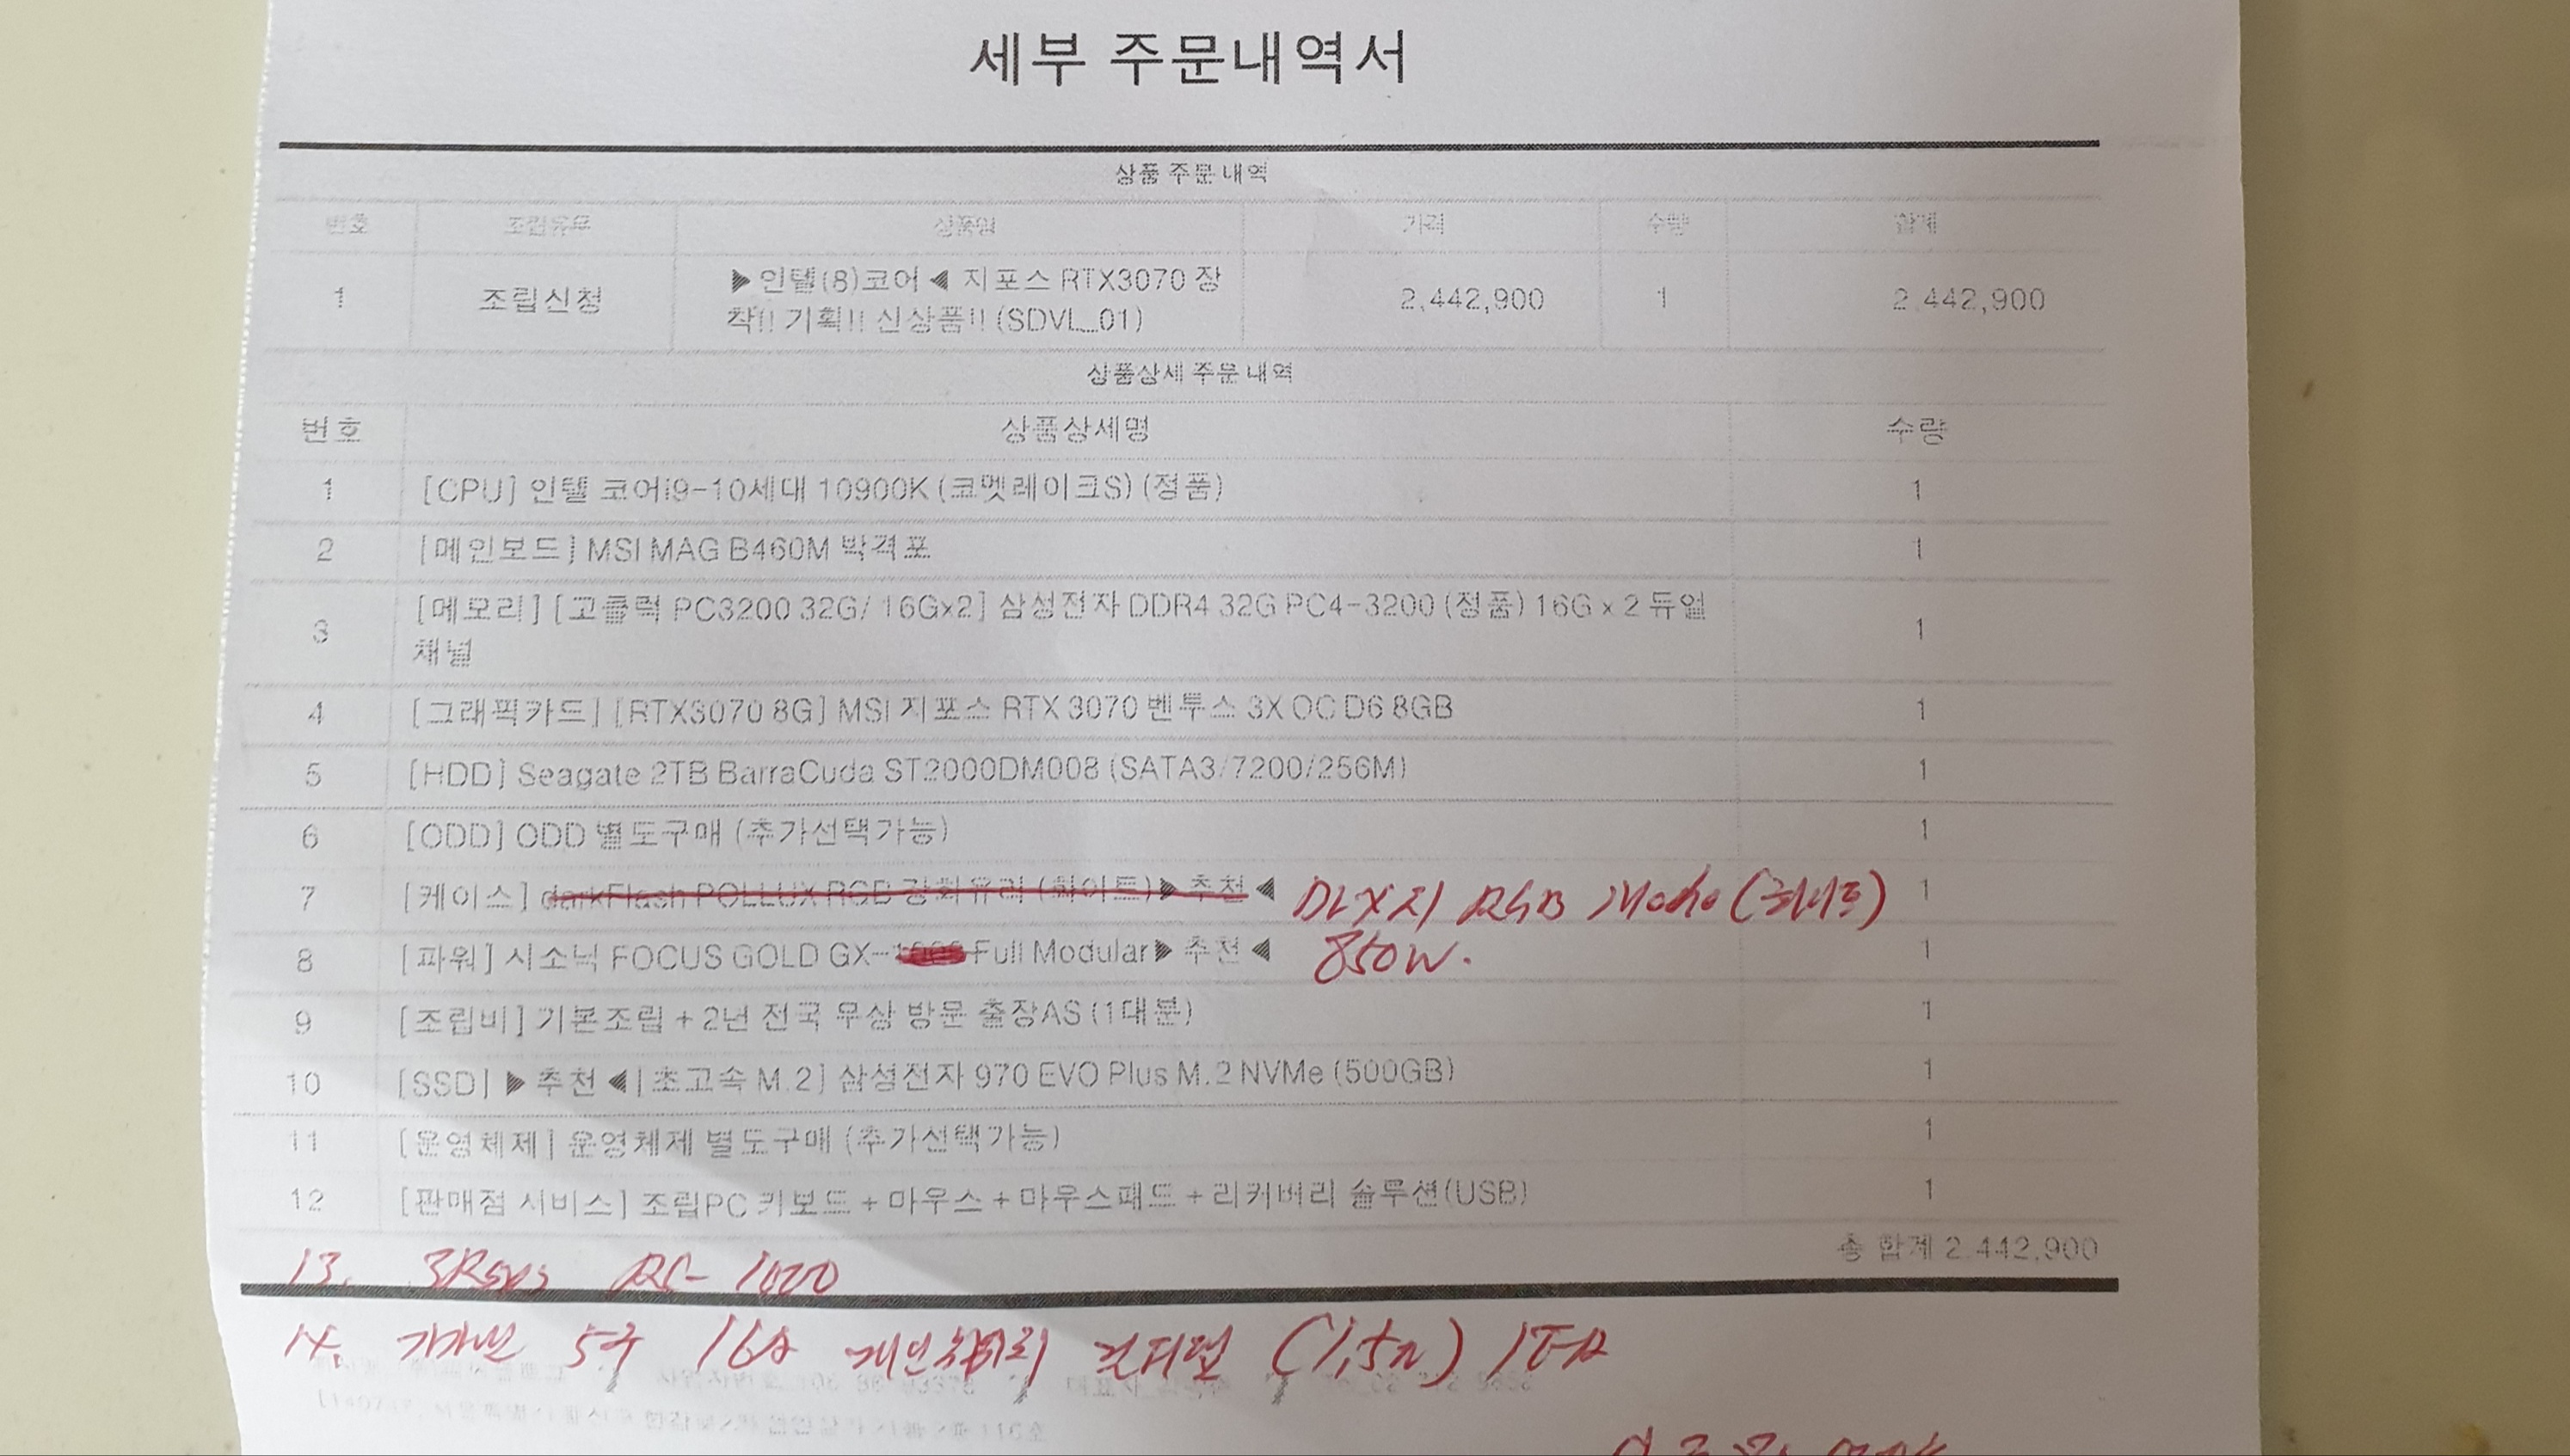 세부 주문내역서
상품 주문 내역
번호 조립유무 상품명 가격 수량 합계
1 조립신청 ▶인텔(8)코어◀ 지포스 RTX3070 장 2,442,900 1 2,442,900
착!! 기획!! 신상품!! (SDVL_01)
상품상세 주문 내역
번호 상품상세명 수량
1 [CPU] 인텔 코어i9-10세대 10900K (코멧레이크S) (정품) 1
2 [메인보드] MSI MAG B460M 박격포 1
3 [메모리] [고클럭 PC3200 32G/ 16Gx2] 삼성전자 DDR4 32G PC4-3200 (정품) 16G x 2 듀얼 1
채널
4 [그래픽카드] [RTX3070 8G] MSI 지포스 RTX 3070 벤투스 3X OC D6 8GB 1
5 [HDD] Seagate 2TB BarraCuda ST2000DM008 (SATA3/7200/256M) 1
6 [ODD] ODD 별도구매 (추가선택가능) 1
7 [케이스] darkFlash POLLUX RGB 강화유리 (화이트)▶추천◀ RGB (화이트) 1
8 [파워] 시소닉 FOCUS GOLD GX- Full Modular▶추천◀ 850W. 1
9 [조립비] 기본조립 + 2년 전국 무상 방문 출장AS (1대분) 1
10 [SSD] ▶추천◀[초고속 M.2] 삼성전자 970 EVO Plus M.2 NVMe (500GB) 1
11 [운영체제] 운영체제 별도구매 (추가선택가능) 1
12 [판매점 서비스] 조립PC 키보드 + 마우스 + 마우스패드 + 리커버리 솔루션(USB) 1
총 합계 2,442,900
13. 3Rsys
14. 5구 16A 멀티탭 (1.5m) 1EA